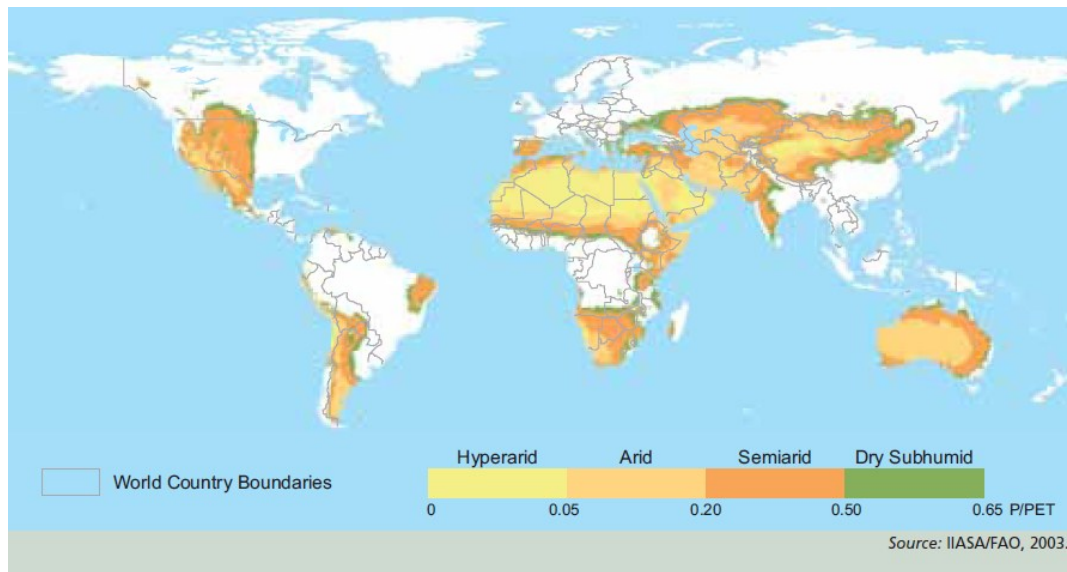 Hyperarid Arid Semiarid Dry Subhumid
World Country Boundaries
0 0.05 0.20 0.50 0.65 P/PET
Source: IIASA/FAO, 2003.